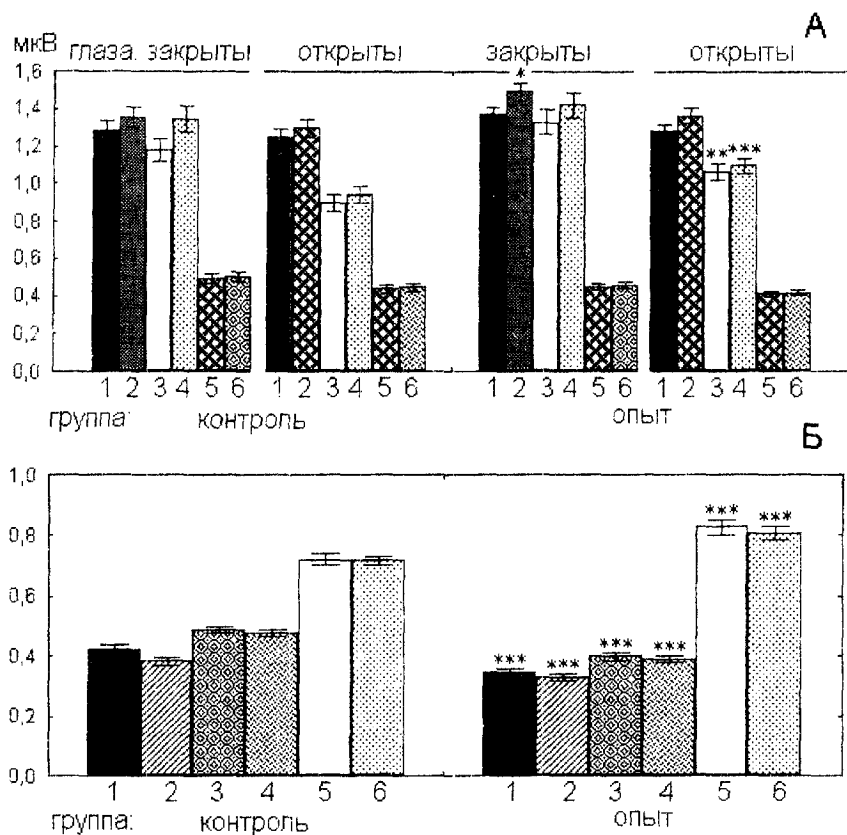 А
мкВ
глаза: закрыты открыты закрыты открыты
1,6
*
1,4
1,2
** ***
1,0
0,8
0,6
0,4
0,2
0,0
1 2 3 4 5 6 1 2 3 4 5 6 1 2 3 4 5 6 1 2 3 4 5 6
группа: контроль опыт
Б
1,0
*** ***
0,8
0,6
0,4
*** *** *** ***
0,2
0,0
1 2 3 4 5 6 1 2 3 4 5 6
группа: контроль опыт